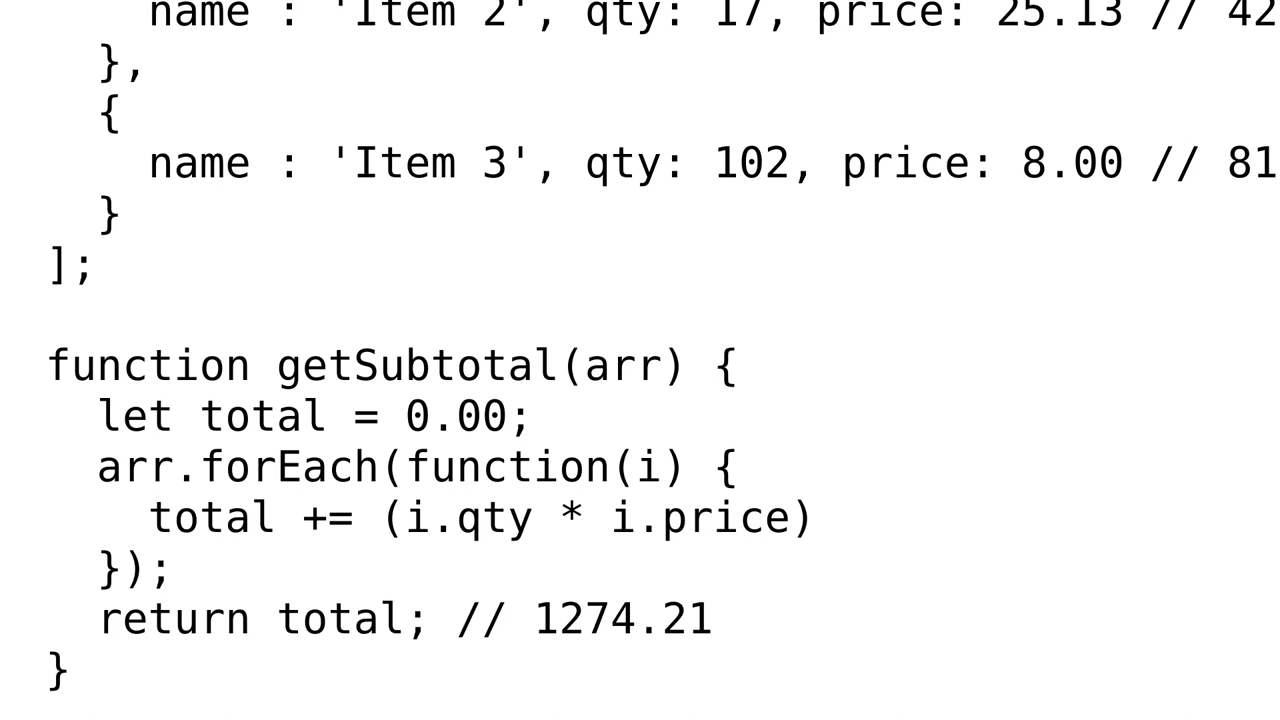 name : 'Item 2', qty: 17, price: 25.13 // 42
},
{
name : 'Item 3', qty: 102, price: 8.00 // 81
}
];
function getSubtotal(arr) {
let total = 0.00;
arr.forEach(function(i) {
total += (i.qty * i.price)
});
return total; // 1274.21
}